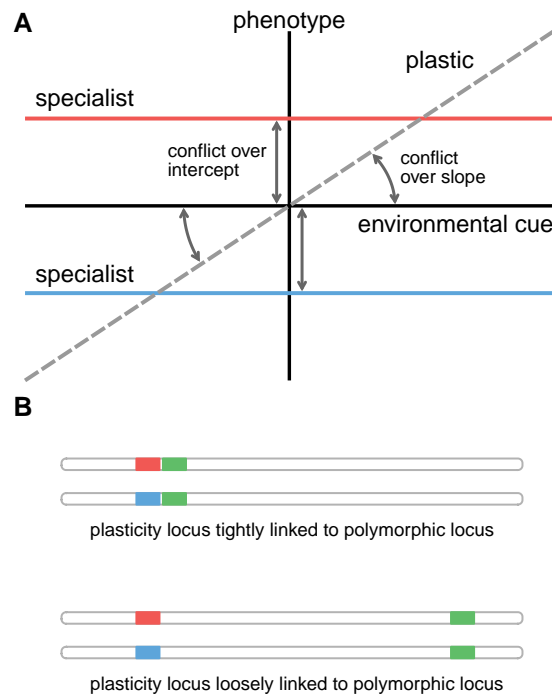 A
phenotype
plastic
specialist
conflict over
intercept
conflict
over slope
environmental cue
specialist
B
plasticity locus tightly linked to polymorphic locus
plasticity locus loosely linked to polymorphic locus